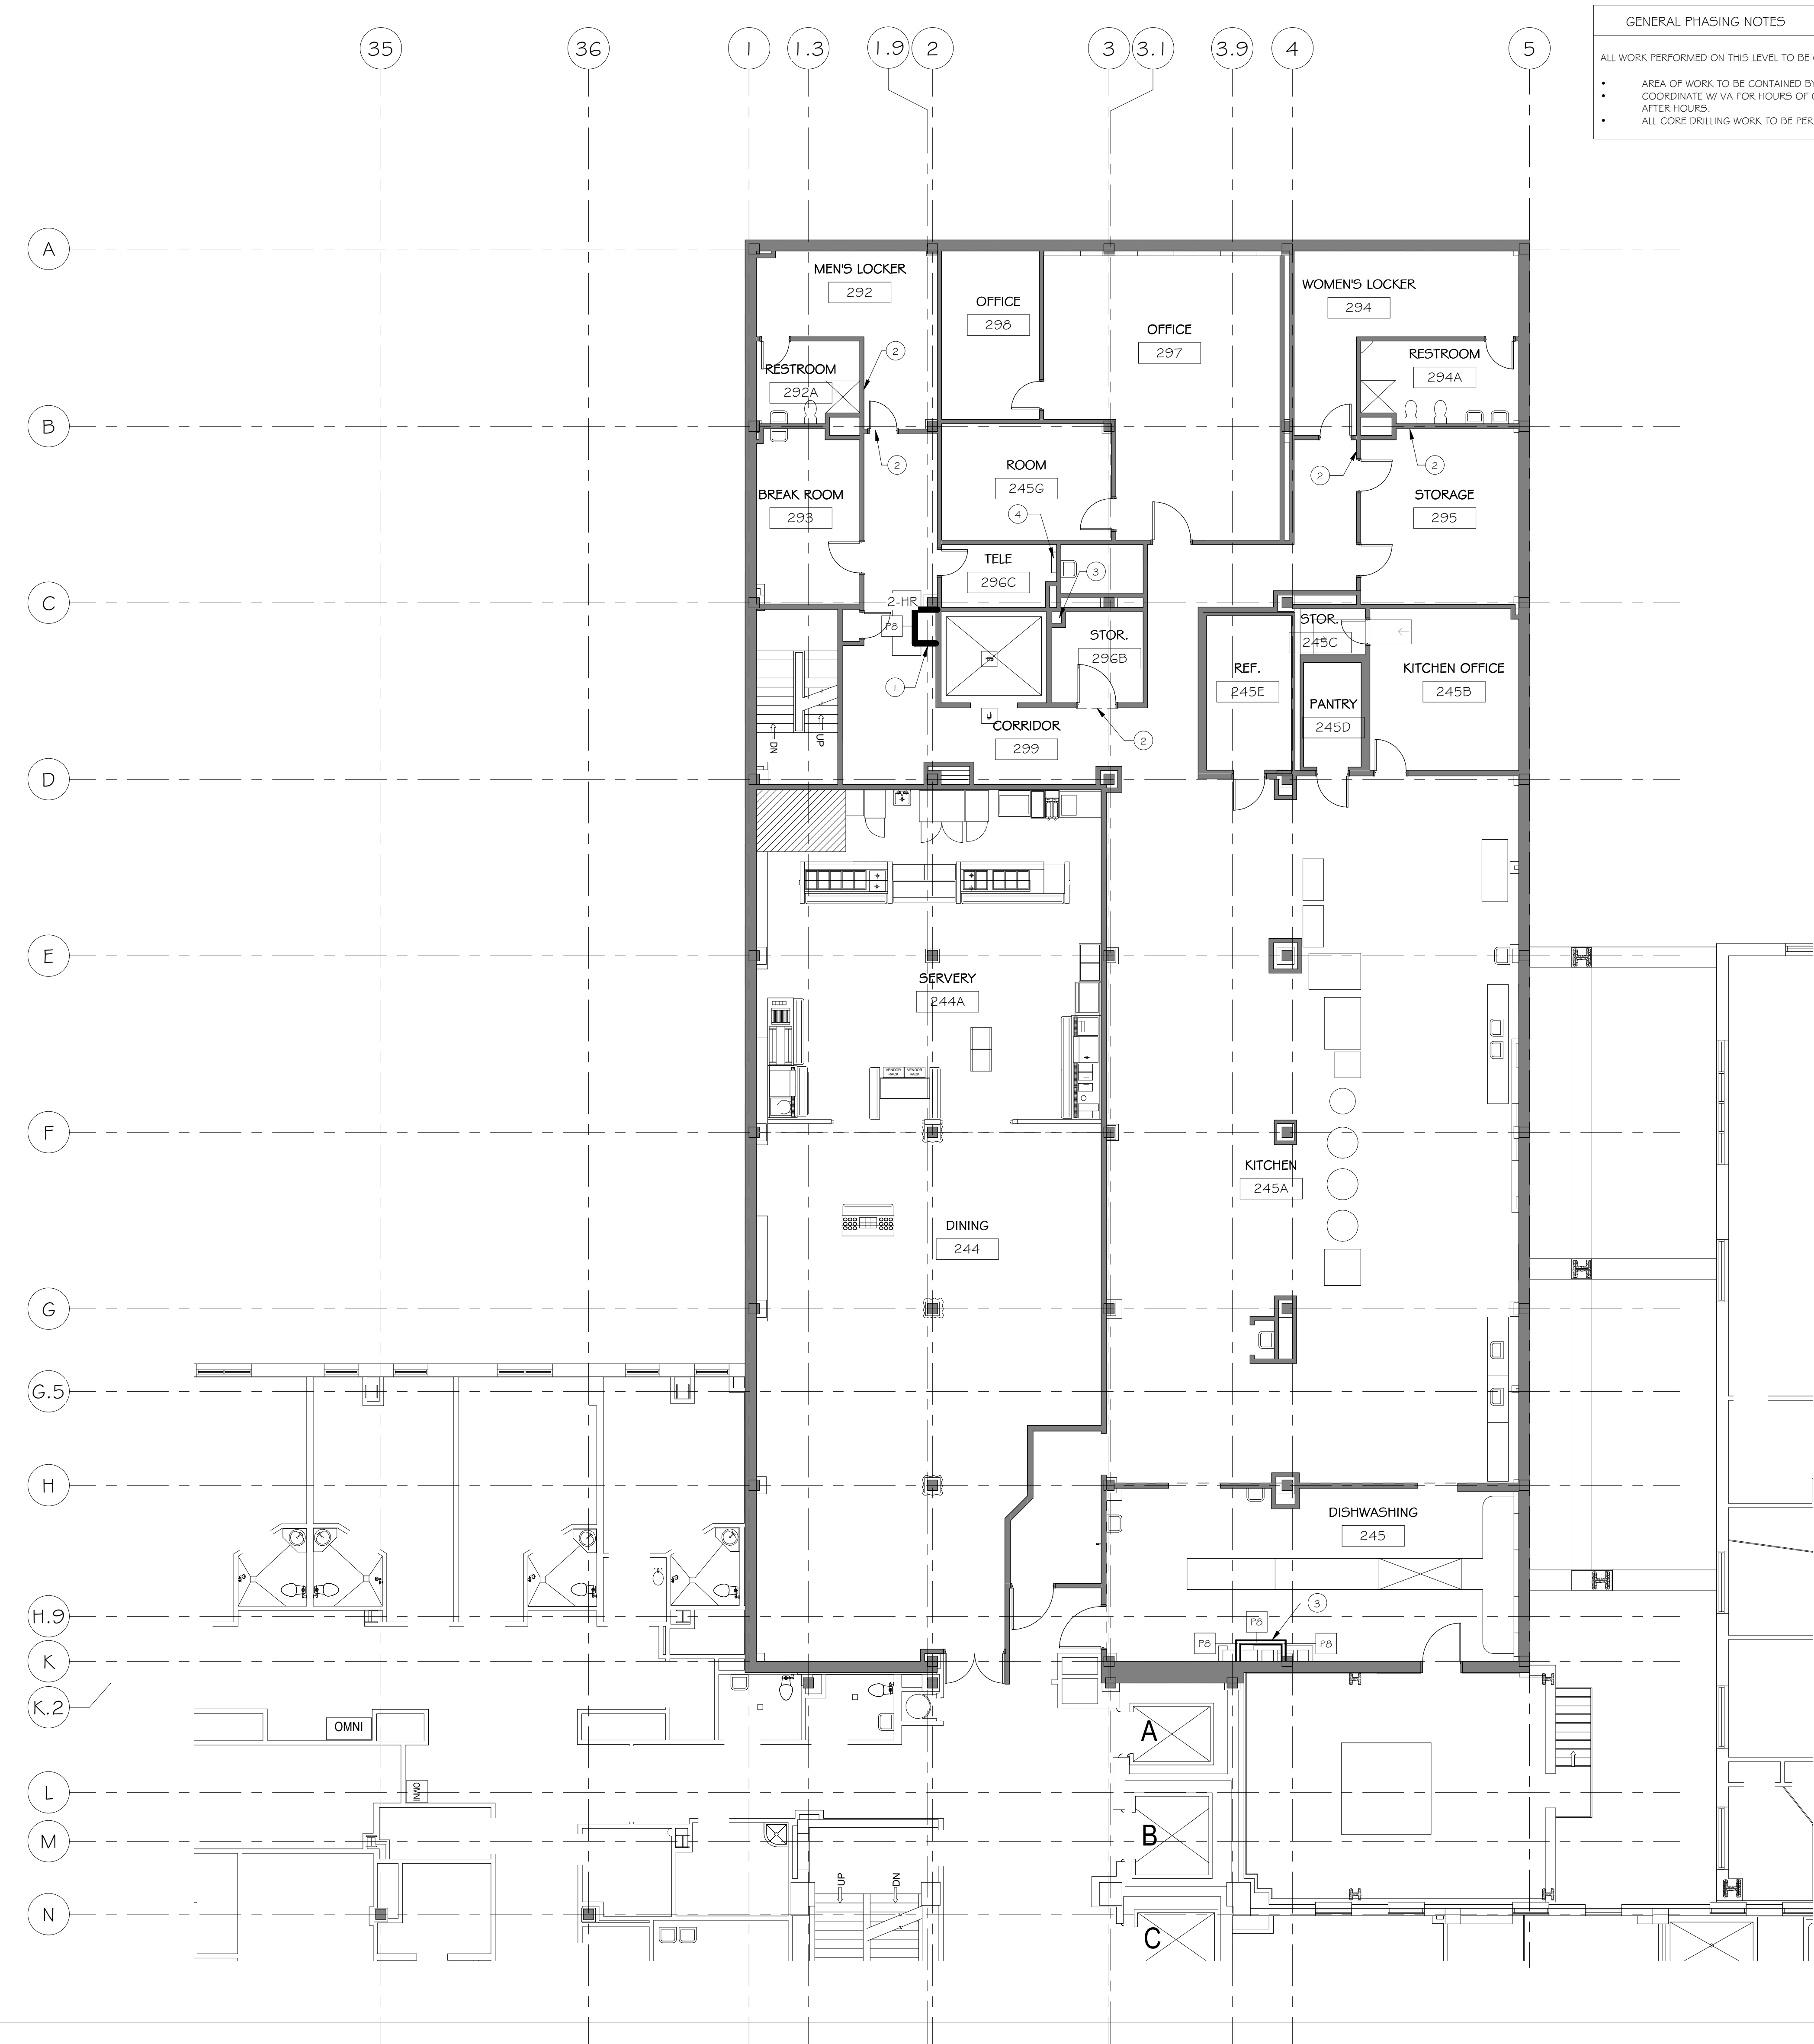 GENERAL PHASING NOTES
ALL WORK PERFORMED ON THIS LEVEL TO BE
• AREA OF WORK TO BE CONTAINED BY
• COORDINATE W/ VA FOR HOURS OF
AFTER HOURS.
• ALL CORE DRILLING WORK TO BE PER
35 36 1 1.3 1.9 2 3 3.1 3.9 4 5
A
MEN'S LOCKER
292
OFFICE
298
OFFICE
297
WOMEN'S LOCKER
294
RESTROOM
292A
2
RESTROOM
294A
B
2
ROOM
245G
4
2
2
BREAK ROOM
293
STORAGE
295
TELE
296C
3
C
2-HR
P8
1
STOR.
296B
STOR.
245C
REF.
245E
KITCHEN OFFICE
245B
PANTRY
245D
DN
UP
CORRIDOR
299
2
D
E
SERVERY
244A
VENDOR
RACK
VENDOR
RACK
F
KITCHEN
245A
DINING
244
G
G.5
H
DISHWASHING
245
H.9
3
P8
P8
P8
K
K.2
OMNI
A
L
OMNI
M
B
UP
DN
N
C